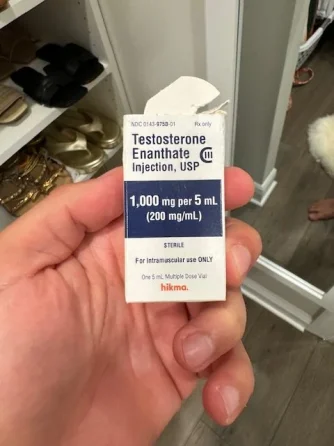 NDC 0143-9750-01 Rx only
Testosterone
Enanthate CIII
Injection, USP
1,000 mg per 5 mL
(200 mg/mL)
STERILE
For intramuscular use ONLY
One 5 mL Multiple Dose Vial
hikma.